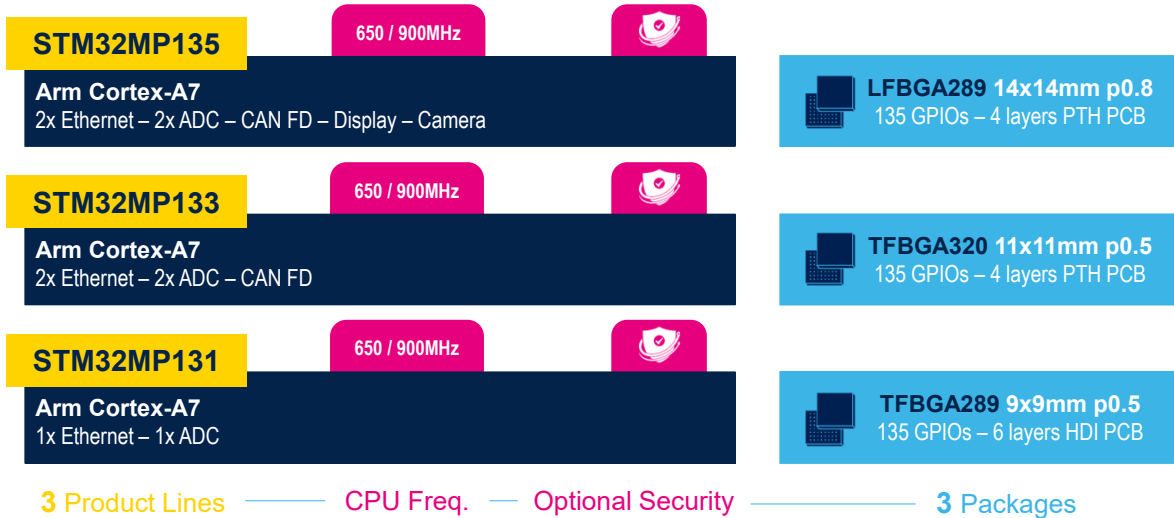 STM32MP135
650 / 900MHz
Arm Cortex-A7
2x Ethernet – 2x ADC – CAN FD – Display – Camera
LFBGA289 14x14mm p0.8
135 GPIOs – 4 layers PTH PCB
STM32MP133
650 / 900MHz
Arm Cortex-A7
2x Ethernet – 2x ADC – CAN FD
TFBGA320 11x11mm p0.5
135 GPIOs – 4 layers PTH PCB
STM32MP131
650 / 900MHz
Arm Cortex-A7
1x Ethernet – 1x ADC
TFBGA289 9x9mm p0.5
135 GPIOs – 6 layers HDI PCB
3 Product Lines
CPU Freq.
Optional Security
3 Packages